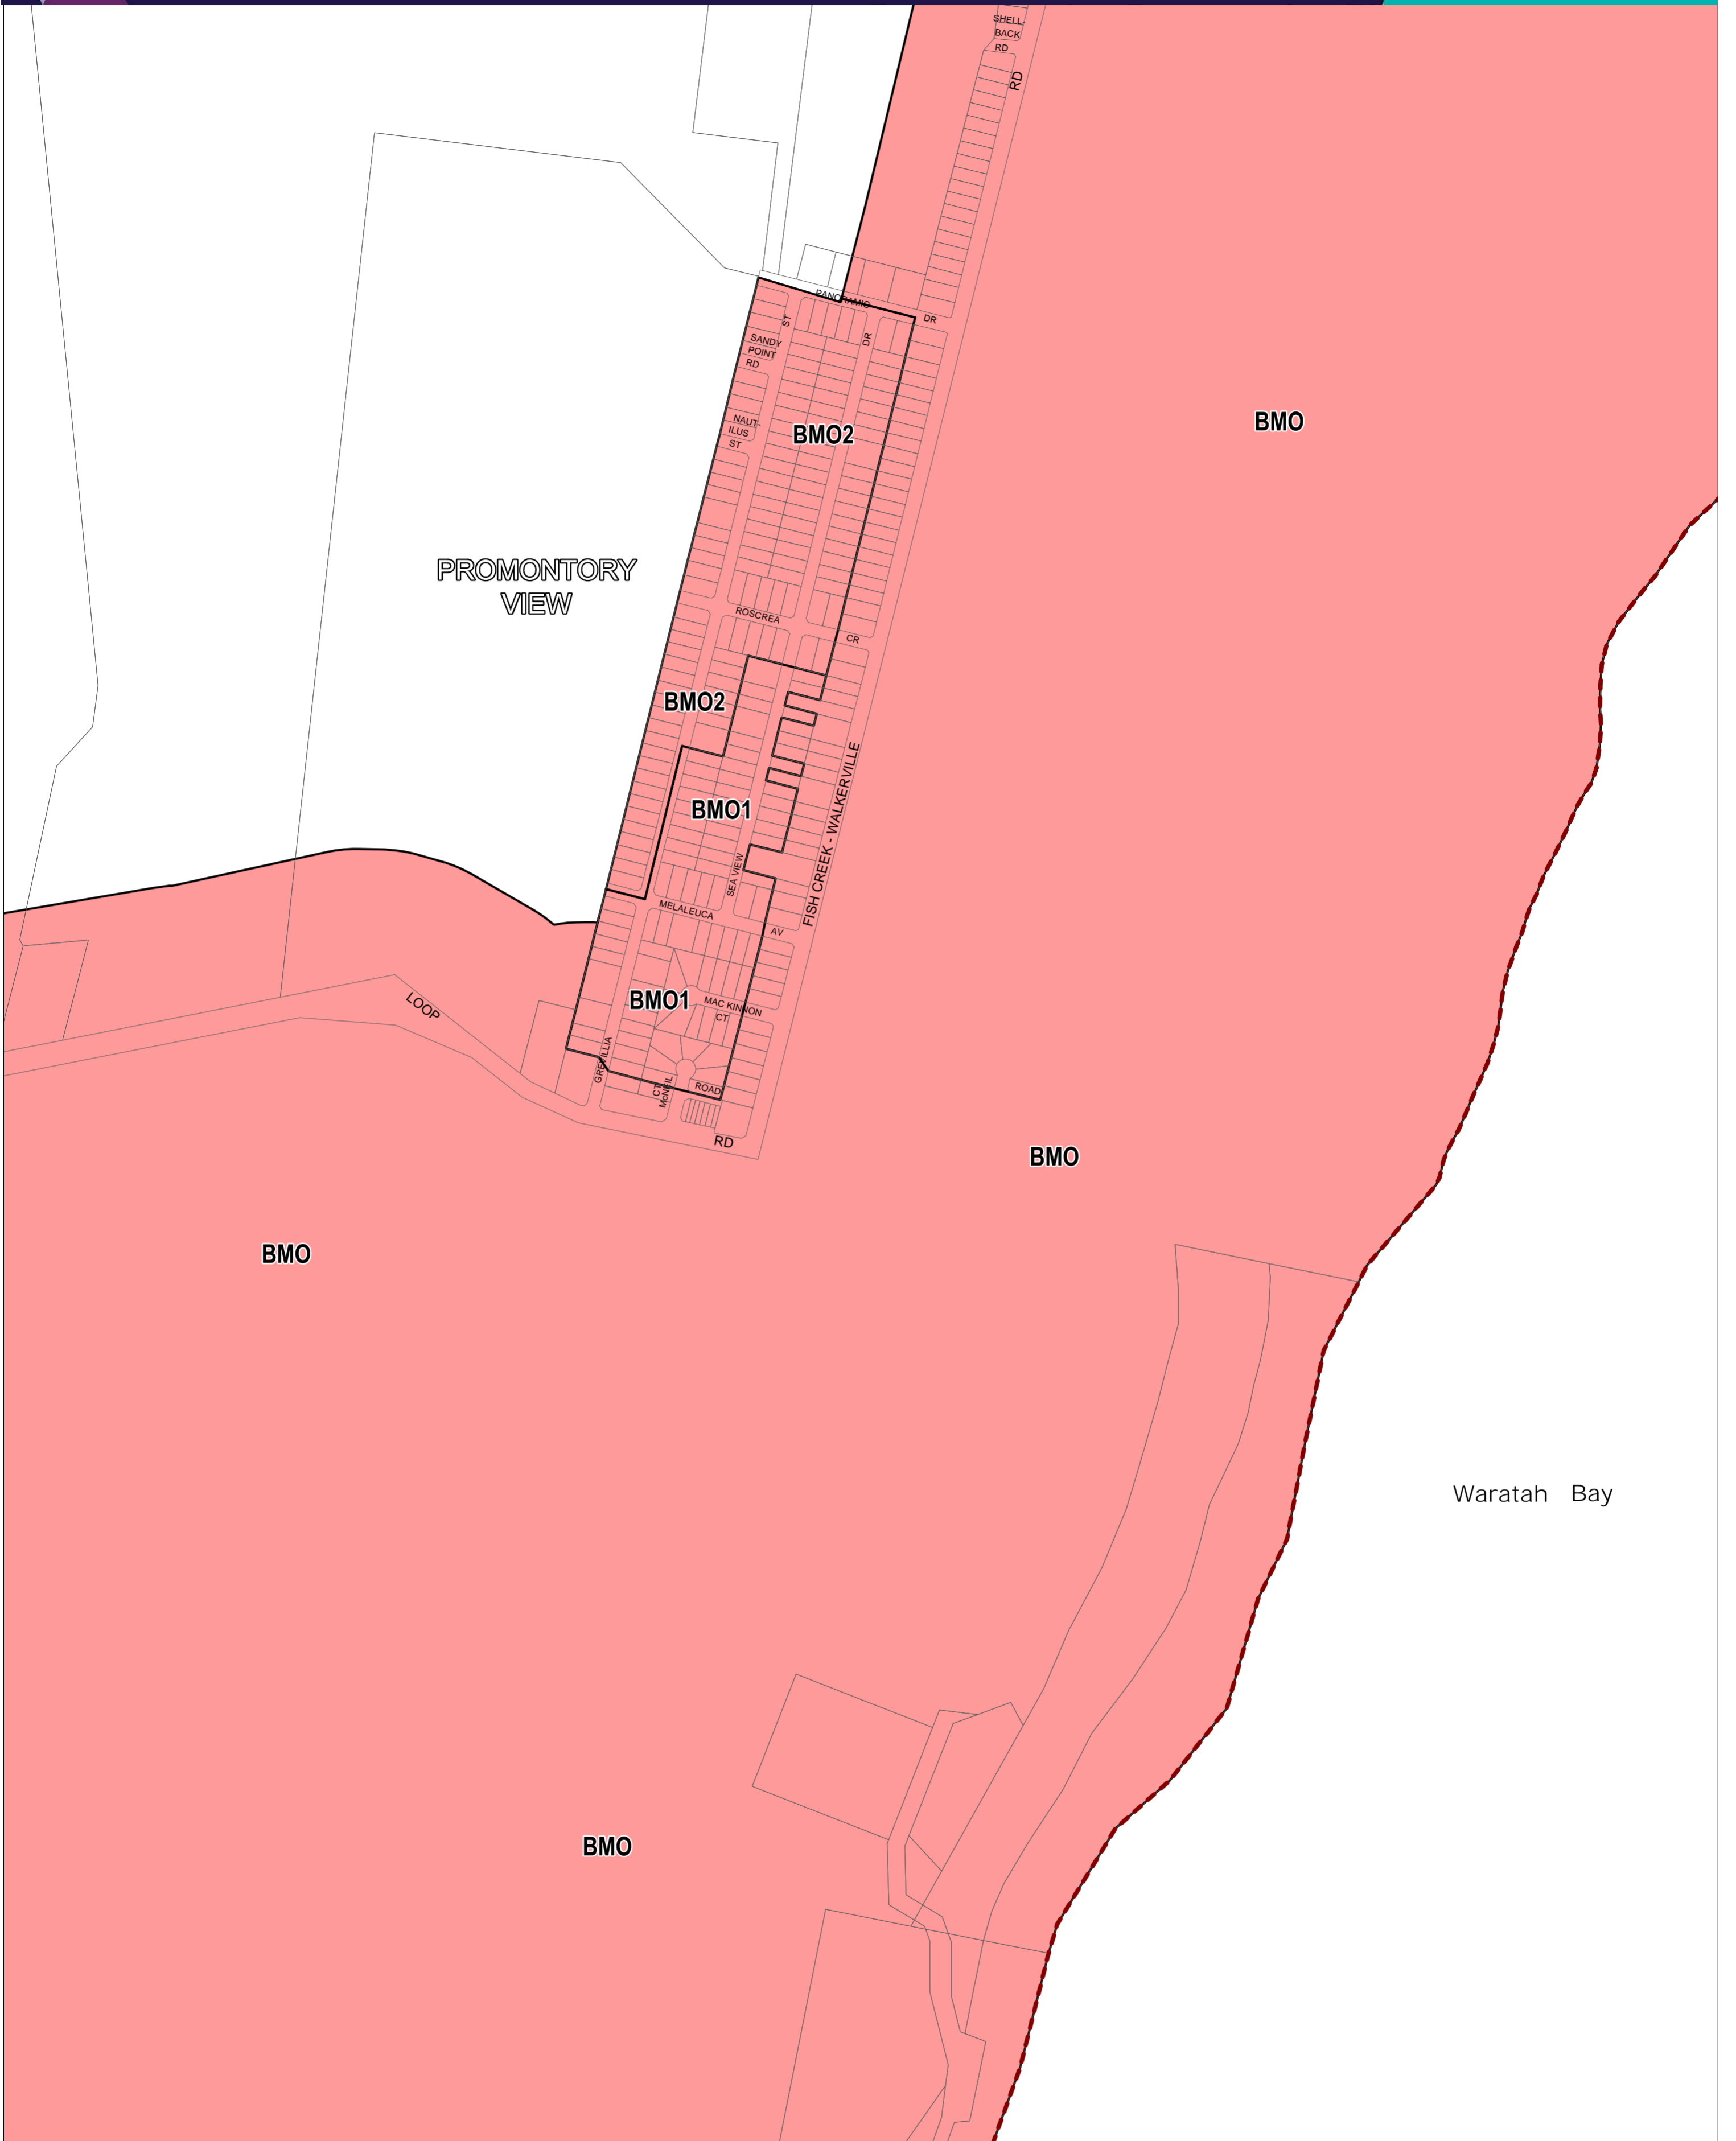 SHELL-
BACK
RD
RD
PANORAMIC
DR
ST
DR
SANDY
POINT
RD
BMO
NAUT-
ILUS
ST
BMO2
PROMONTORY
VIEW
ROSCREA
CR
BMO2
FISH CREEK - WALKERVILLE
BMO1
SEA VIEW
MELALEUCA
AV
BMO1
LOOP
MAC KINNON
CT
GREVILLIA
CT
McNEIL
ROAD
RD
BMO
BMO
Waratah Bay
BMO